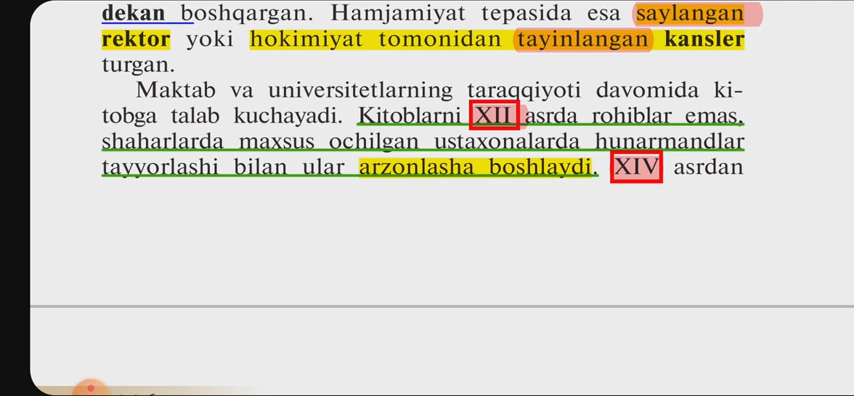 dekan boshqargan. Hamjamiyat tepasida esa saylangan
rektor yoki hokimiyat tomonidan tayinlangan kansler
turgan.
Maktab va universitetlarning taraqqiyoti davomida ki-
tobga talab kuchayadi. Kitoblarni XII asrda rohiblar emas,
shaharlarda maxsus ochilgan ustaxonalarda hunarmandlar
tayyorlashi bilan ular arzonlasha boshlaydi. XIV asrdan